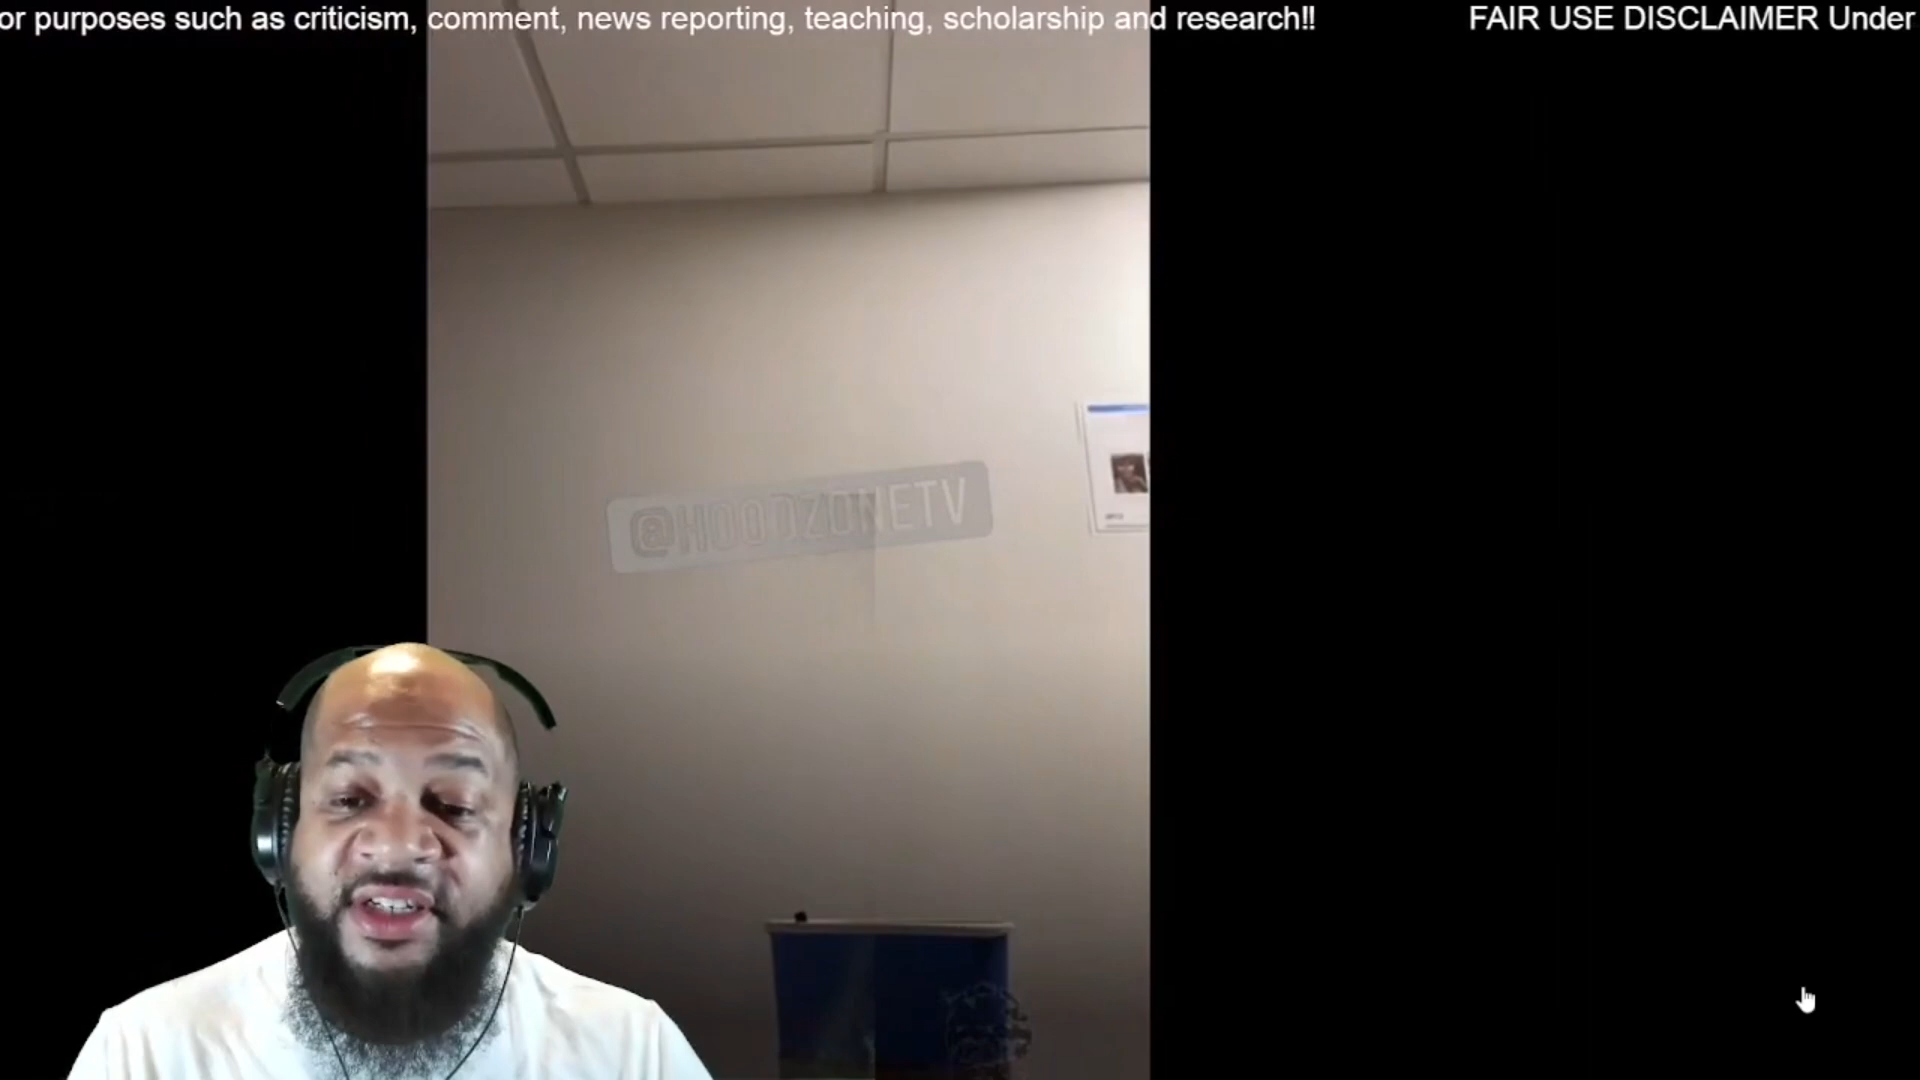 or purposes such as criticism, comment, news reporting, teaching, scholarship and research!! FAIR USE DISCLAIMER Under
@HOODZONETV